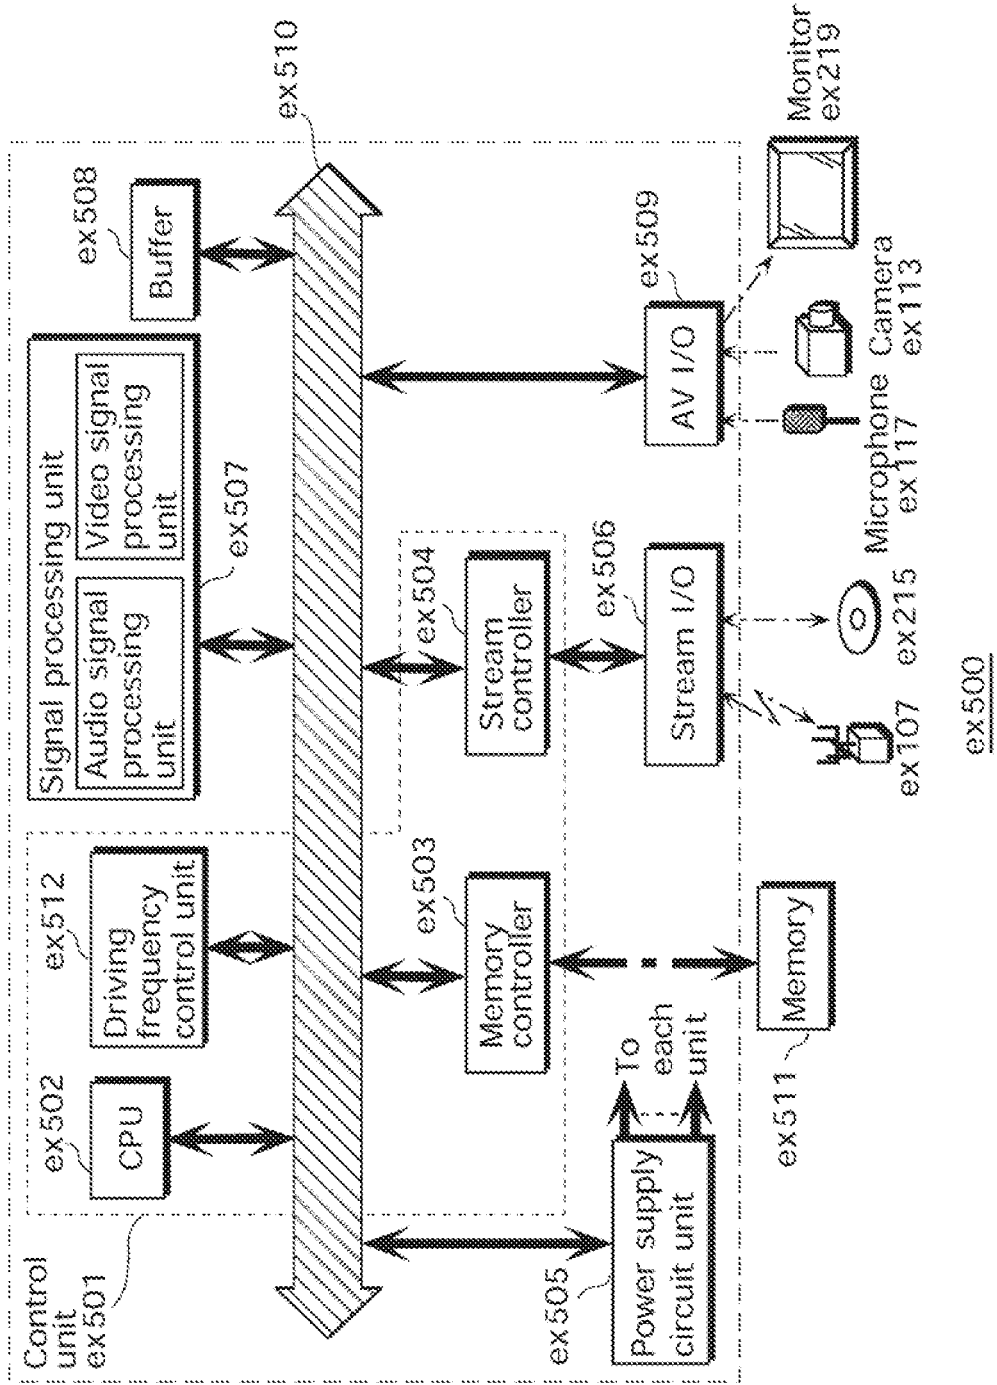 Control
unit
ex501
ex502
CPU
ex512
Driving
frequency
control unit
Signal processing unit
Audio signal
processing
unit
Video signal
processing
unit
ex507
ex508
Buffer
ex510
ex503
Memory
controller
ex504
Stream
controller
ex505
Power supply
circuit unit
To
each
unit
ex506
Stream I/O
ex509
AV I/O
ex511
Memory
ex107
ex215
Microphone
ex117
Camera
ex113
Monitor
ex219
ex500